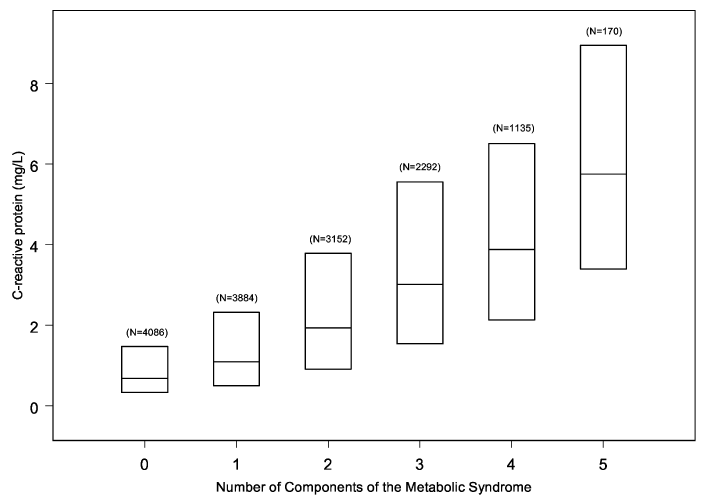 (N=170)
(N=1135)
(N=2292)
(N=3152)
(N=3884)
(N=4086)
8
6
4
2
0
C-reactive protein (mg/L)
0 1 2 3 4 5
Number of Components of the Metabolic Syndrome